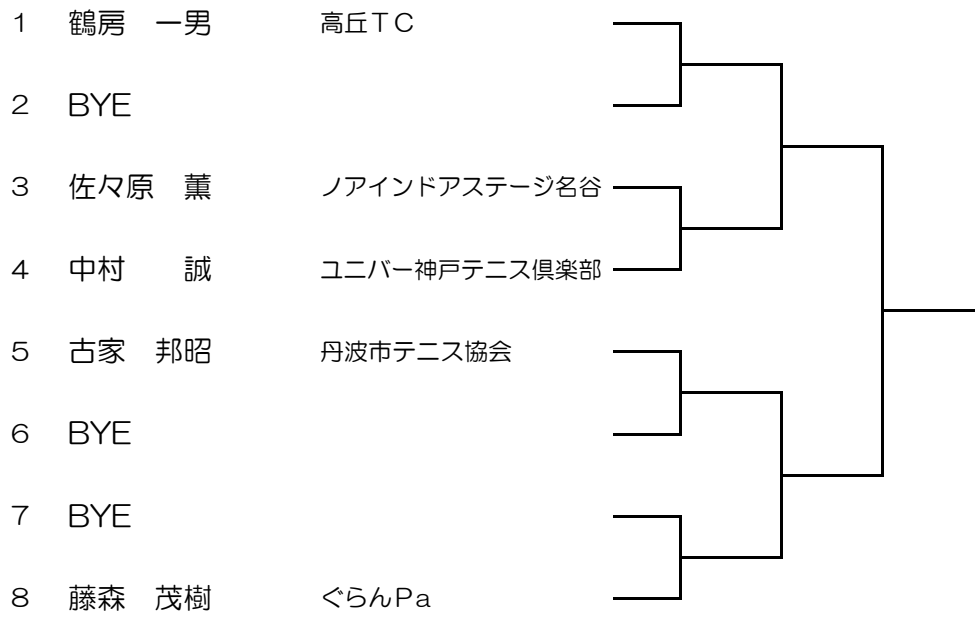 1 鶴房　一男 高丘ＴＣ
2 BYE
3 佐々原　薫 ノアインドアステージ名谷
4 中村　　誠 ユニバー神戸テニス倶楽部
5 古家　邦昭 丹波市テニス協会
6 BYE
7 BYE
8 藤森　茂樹 ぐらんPa